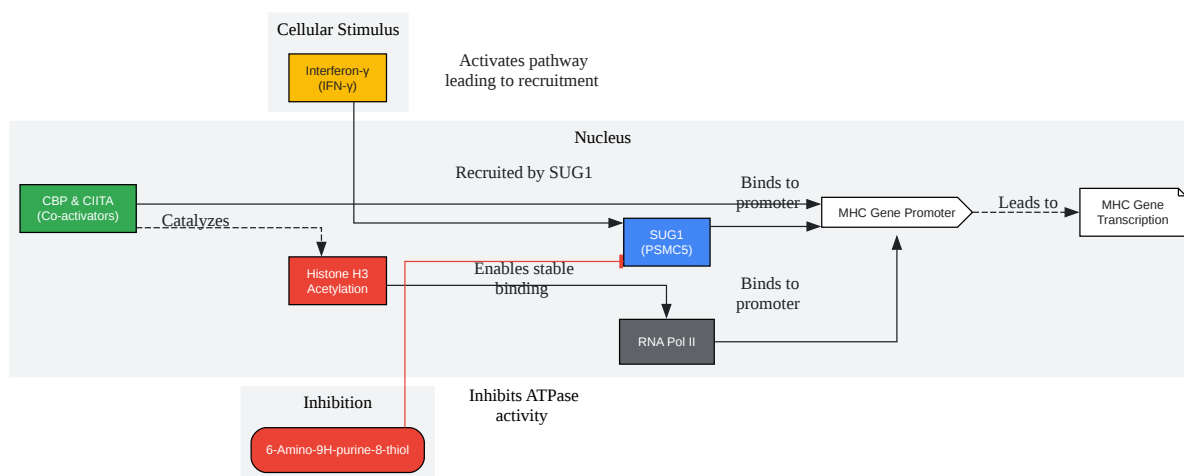 Cellular Stimulus
Interferon-γ
(IFN-γ)
Activates pathway
leading to recruitment
Nucleus
Recruited by SUG1
CBP & CIITA
(Co-activators)
Catalyzes
Binds to
promoter
MHC Gene Promoter
Leads to
MHC Gene
Transcription
SUG1
(PSMC5)
Histone H3
Acetylation
Enables stable
binding
Binds to
promoter
RNA Pol II
Inhibition
Inhibits ATPase
activity
6-Amino-9H-purine-8-thiol